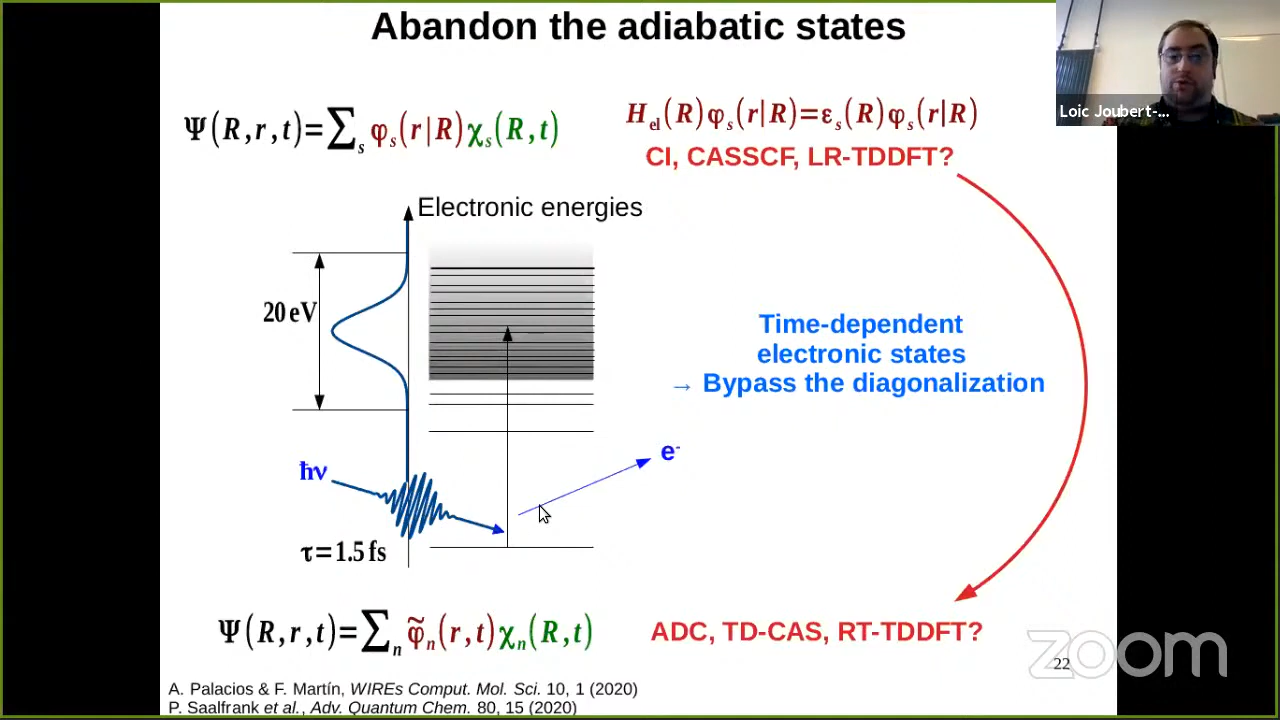 Abandon the adiabatic states
Loic Joubert-...
Ψ(R,r,t)=∑ₛ φₛ(r|R)χₛ(R,t)
Hₑₗ(R)φₛ(r|R)=εₛ(R)φₛ(r|R)
CI, CASSCF, LR-TDDFT?
Electronic energies
20 eV
Time-dependent
electronic states
→ Bypass the diagonalization
e⁻
ħν
τ=1.5 fs
Ψ(R,r,t)=∑ₙ φ̃ₙ(r,t)χₙ(R,t)
ADC, TD-CAS, RT-TDDFT?
zoom
22
A. Palacios & F. Martín, WIREs Comput. Mol. Sci. 10, 1 (2020)
P. Saalfrank et al., Adv. Quantum Chem. 80, 15 (2020)